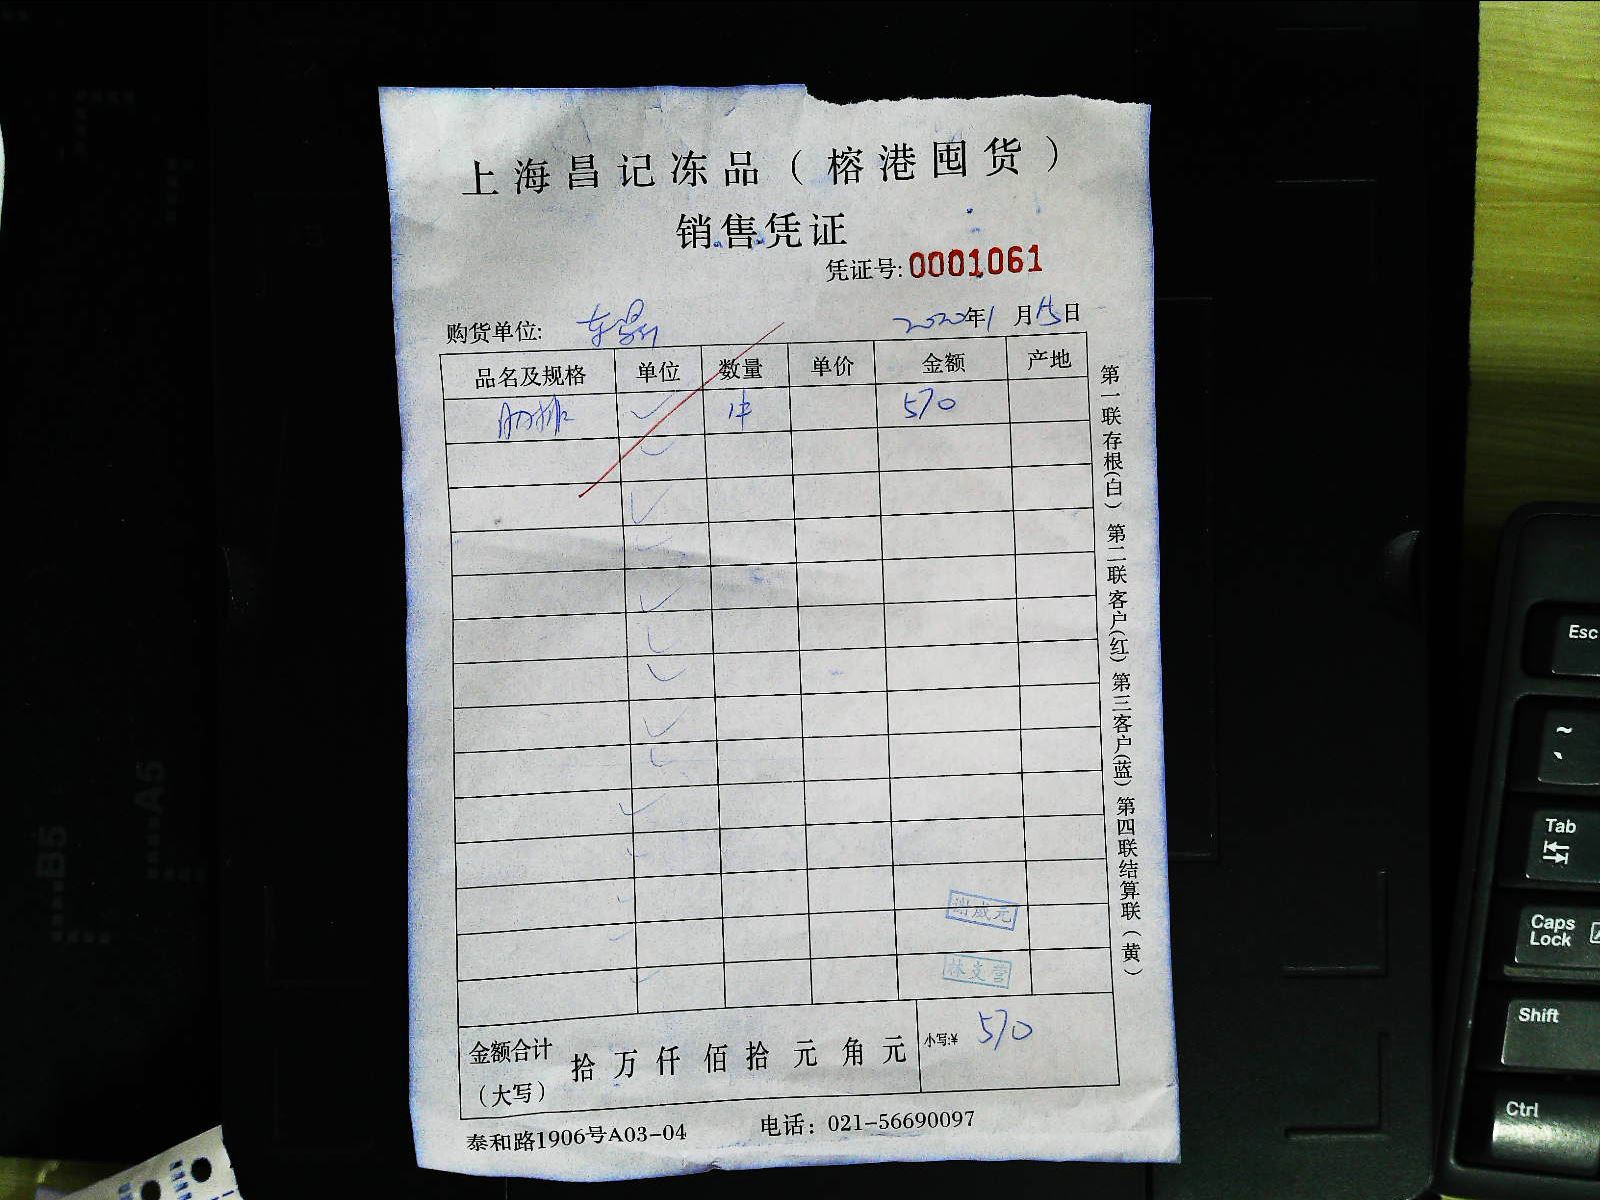 上海昌记冻品（榕港囤货）
销售凭证
凭证号:0001061
购货单位: 2020年1月15日
品名及规格 单位 数量 单价 金额 产地
肋排 1件 570
金额合计（大写） 拾 万 仟 佰 拾 元 角 元 小写:¥ 570
泰和路1906号A03-04 电话：021-56690097
第一联存根(白) 第二联客户(红) 第三客户(蓝) 第四联结算联（黄）
B5
A5
Esc
~
Tab
Caps Lock
Shift
Ctrl